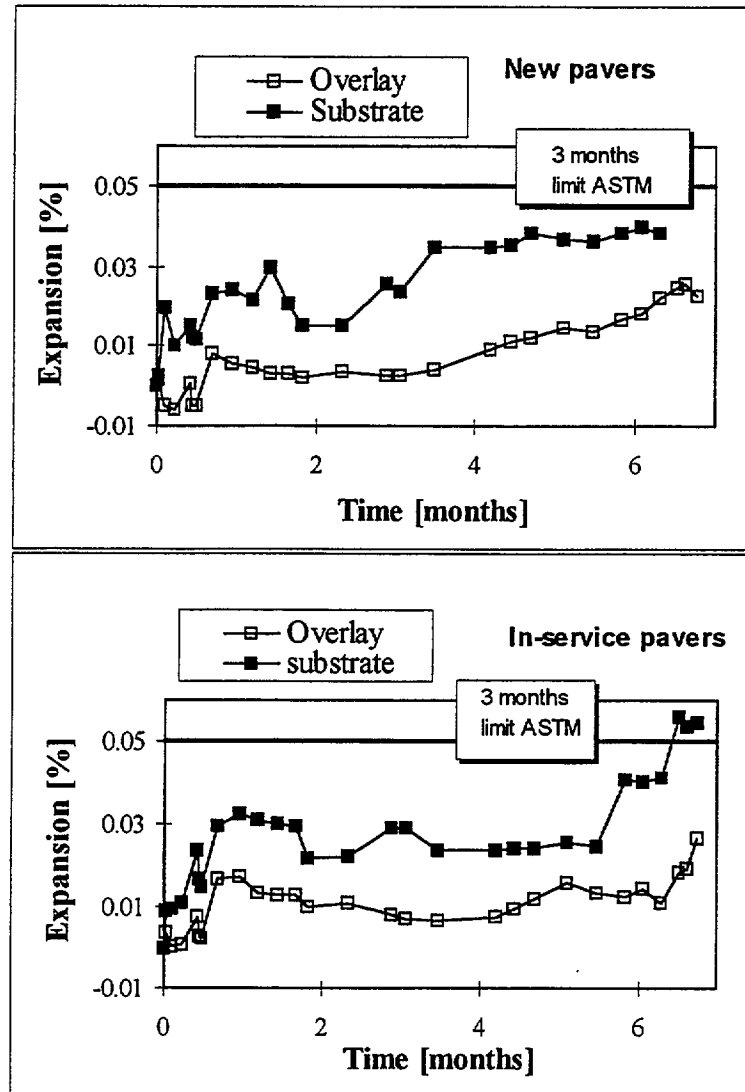 Overlay
Substrate
New pavers
3 months
limit ASTM
0.05
0.03
0.01
-0.01
Expansion [%]
0 2 4 6
Time [months]
Overlay
substrate
In-service pavers
3 months
limit ASTM
0.05
0.03
0.01
-0.01
Expansion [%]
0 2 4 6
Time [months]